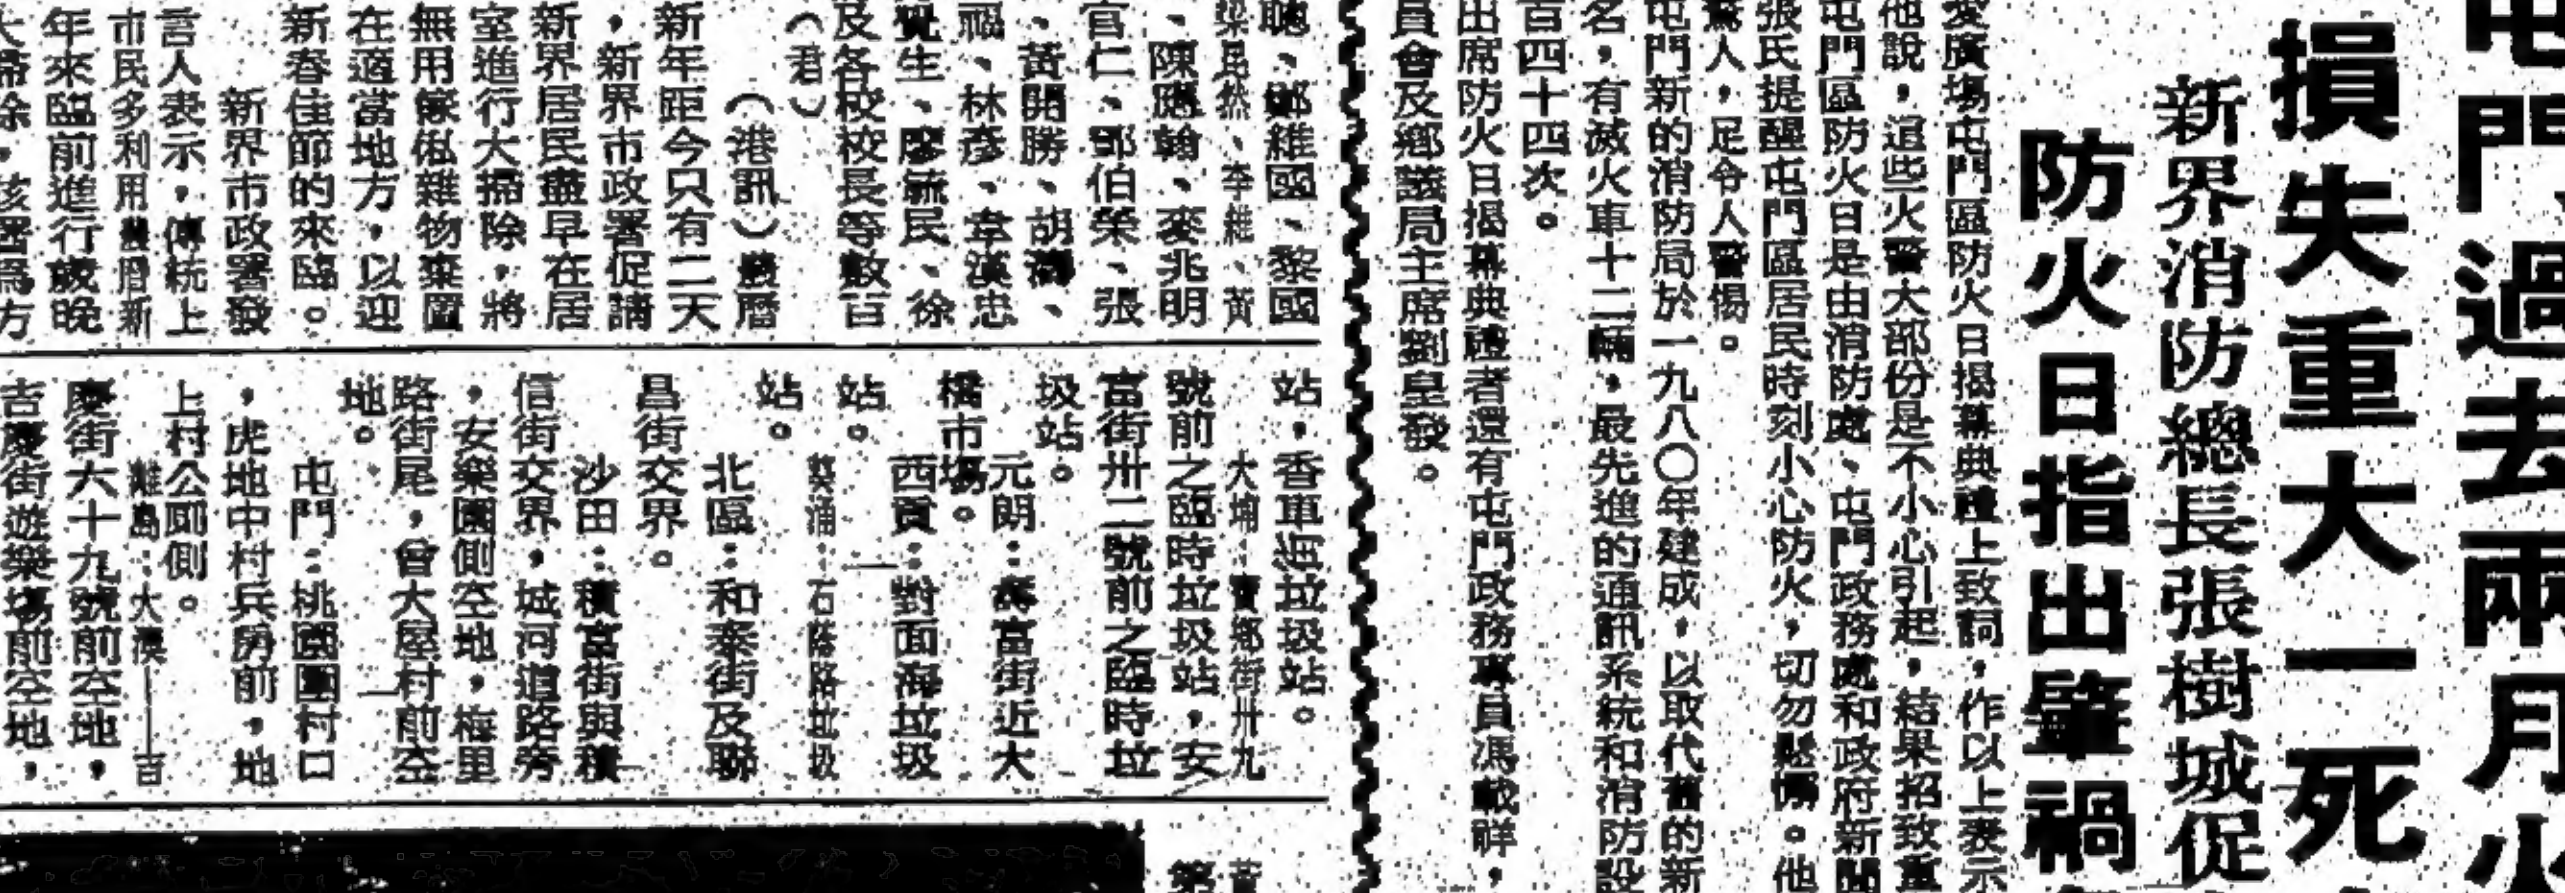 屯門過去兩月火
損失重大一死
新界消防總長張樹城促
防火日指出肇禍
愛廣場屯門區防火日揭幕典禮上致詞，作以上表示
他說，這些火警大部份是不小心引起，結果招致重
屯門區防火日是由消防處、屯門政務處和政府新聞
張氏提醒屯門區居民時刻小心防火，切勿鬆懈。他
驚人，足令人警惕。
屯門新的消防局於一九八〇年建成，以取代舊的新
名，有滅火車十二輛，最先進的通訊系統和消防設
百四十四次。
出席防火日揭幕典禮者還有屯門政務專員馮載祥，
員會及鄉議局主席劉皇發。
聰、鄭維國、黎國
梁民然、李維、黃
、陳應翰、麥兆明
官仁、鄧伯榮、張
、黃開勝、胡、
福、林彥、韋漢忠
覺生、廖毓民、徐
及各校校長等數百
（君）
（港訊）農曆
新年距今只有二天
，新界市政署促請
新界居民盡早在居
室進行大掃除，將
無用傢俬雜物棄置
在適當地方，以迎
新春佳節的來臨。
新界市政署發
言人表示，傳統上
市民多利用農曆新
年來臨前進行歲晚
大掃除，該署為方
站，香車垃圾站。
大埔：寶鄉街卅九
號前之臨時垃圾站，安
富街卅二號前之臨時垃
圾站。
元朗：富街近大
橋市場。
西貢：對面海垃圾
站。
葵涌：石蔭路垃圾
站。
北區：和泰街及聯
昌街交界。
沙田：積富街與積
信街交界，城河道路旁
，安樂園側空地，梅里
路街尾，曾大屋村前空
地。
屯門：桃園圍村口
，虎地中村兵房前，地
上村公厠側。
離島：大澳——吉
慶街六十九號前空地，
吉慶街遊樂場前空地，
黃
第